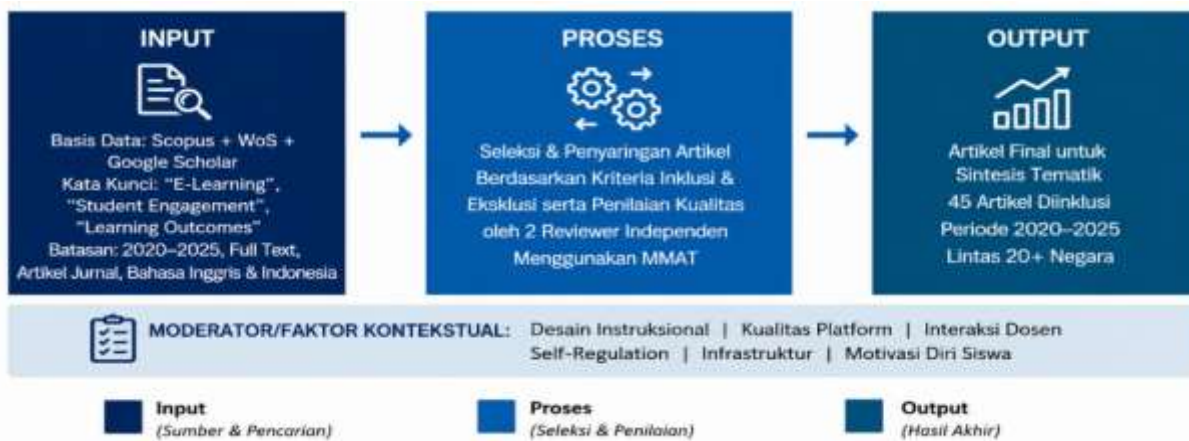 INPUT
Basis Data: Scopus + WoS +
Google Scholar
Kata Kunci: "E-Learning",
"Student Engagement",
"Learning Outcomes"
Batasan: 2020–2025, Full Text,
Artikel Jurnal, Bahasa Inggris & Indonesia
PROSES
Seleksi & Penyaringan Artikel
Berdasarkan Kriteria Inklusi &
Eksklusi serta Penilaian Kualitas
oleh 2 Reviewer Independen
Menggunakan MMAT
OUTPUT
Artikel Final untuk
Sintesis Tematik
45 Artikel Diinklusi
Periode 2020–2025
Lintas 20+ Negara
MODERATOR/FAKTOR KONTEKSTUAL: Desain Instruksional | Kualitas Platform | Interaksi Dosen
Self-Regulation | Infrastruktur | Motivasi Diri Siswa
Input
(Sumber & Pencarian)
Proses
(Seleksi & Penilaian)
Output
(Hasil Akhir)